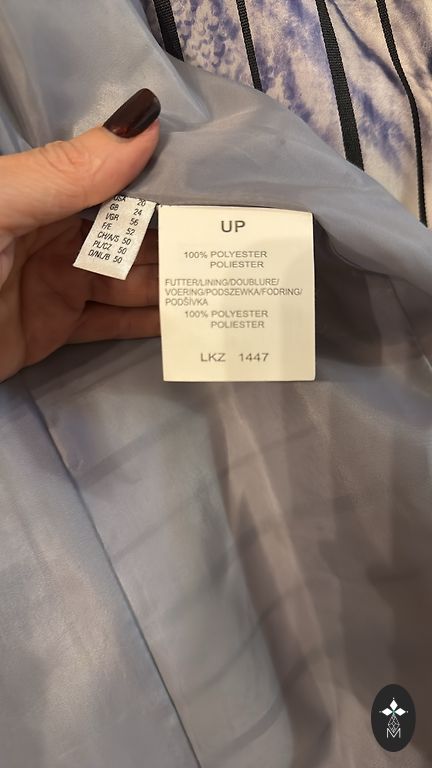 USA 20
GB 24
I/GR 56
F/E 52
CH/A/S 50
PL/CZ 50
D/NL/B 50
UP
100% POLYESTER
POLIESTER
FUTTER/LINING/DOUBLURE/
VOERING/PODSZEWKA/FODRING/
PODŠÍVKA
100% POLYESTER
POLIESTER
LKZ 1447
M